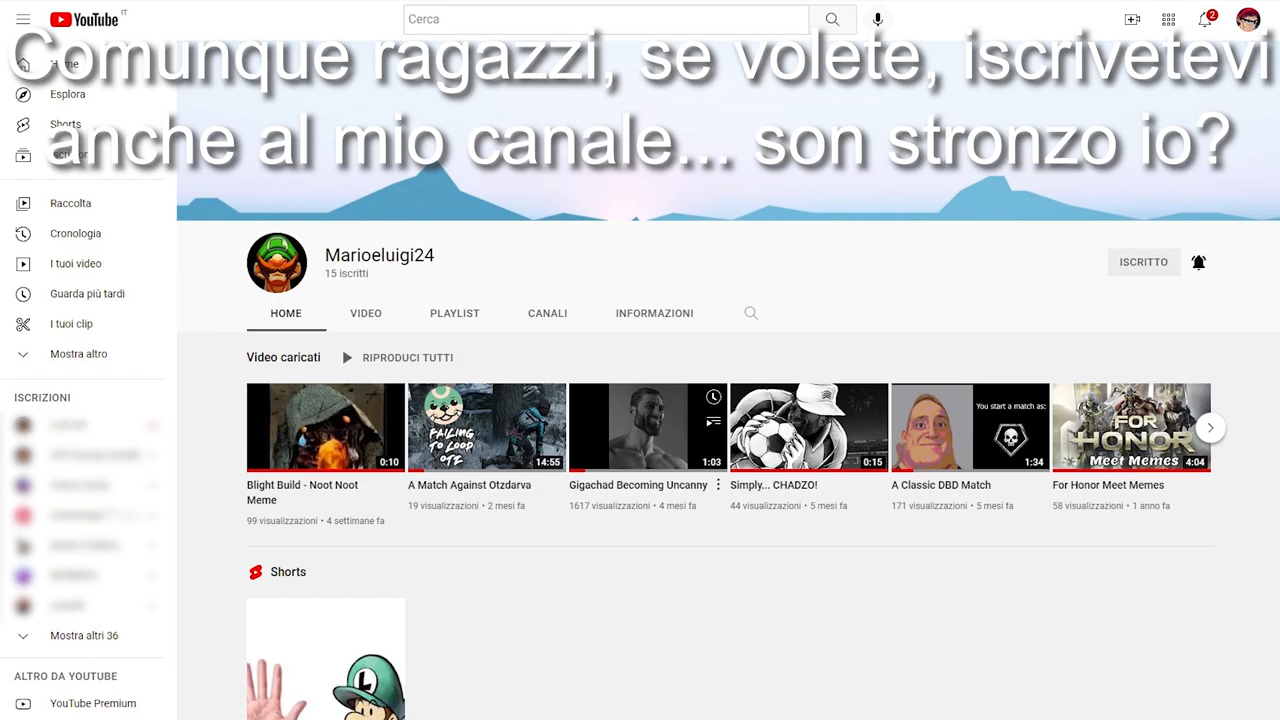 YouTube IT
Cerca
2
Comunque ragazzi, se volete, iscrivetevi
anche al mio canale... son stronzo io?
Home
Esplora
Shorts
Raccolta
Cronologia
I tuoi video
Guarda più tardi
I tuoi clip
Mostra altro
ISCRIZIONI
Mostra altri 36
ALTRO DA YOUTUBE
YouTube Premium
Marioeluigi24
15 iscritti
ISCRITTO
HOME VIDEO PLAYLIST CANALI INFORMAZIONI
Video caricati RIPRODUCI TUTTI
0:10
Blight Build - Noot Noot
Meme
99 visualizzazioni • 4 settimane fa
FAILING
TO LOOP
OTZ
14:55
A Match Against Otzdarva
19 visualizzazioni • 2 mesi fa
1:03
Gigachad Becoming Uncanny
1617 visualizzazioni • 4 mesi fa
0:15
Simply... CHADZO!
44 visualizzazioni • 5 mesi fa
You start a match as:
1:34
A Classic DBD Match
171 visualizzazioni • 5 mesi fa
FOR
HONOR
Meet Memes
4:04
For Honor Meet Memes
58 visualizzazioni • 1 anno fa
Shorts
L